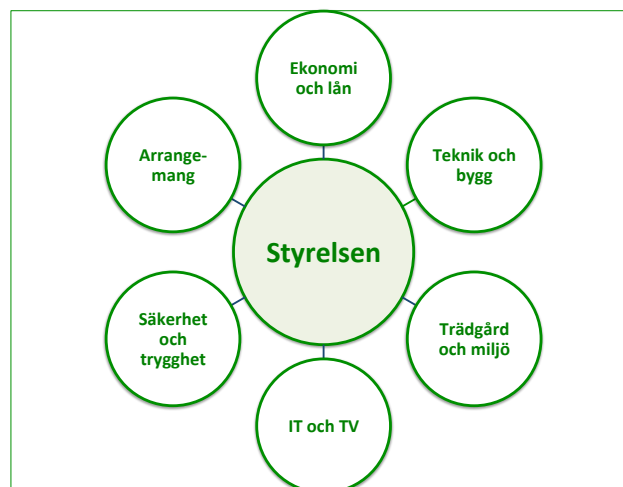 Ekonomi
och lån
Arrange-
mang
Teknik och
bygg
Styrelsen
Säkerhet
och
trygghet
Trädgård
och miljö
IT och TV